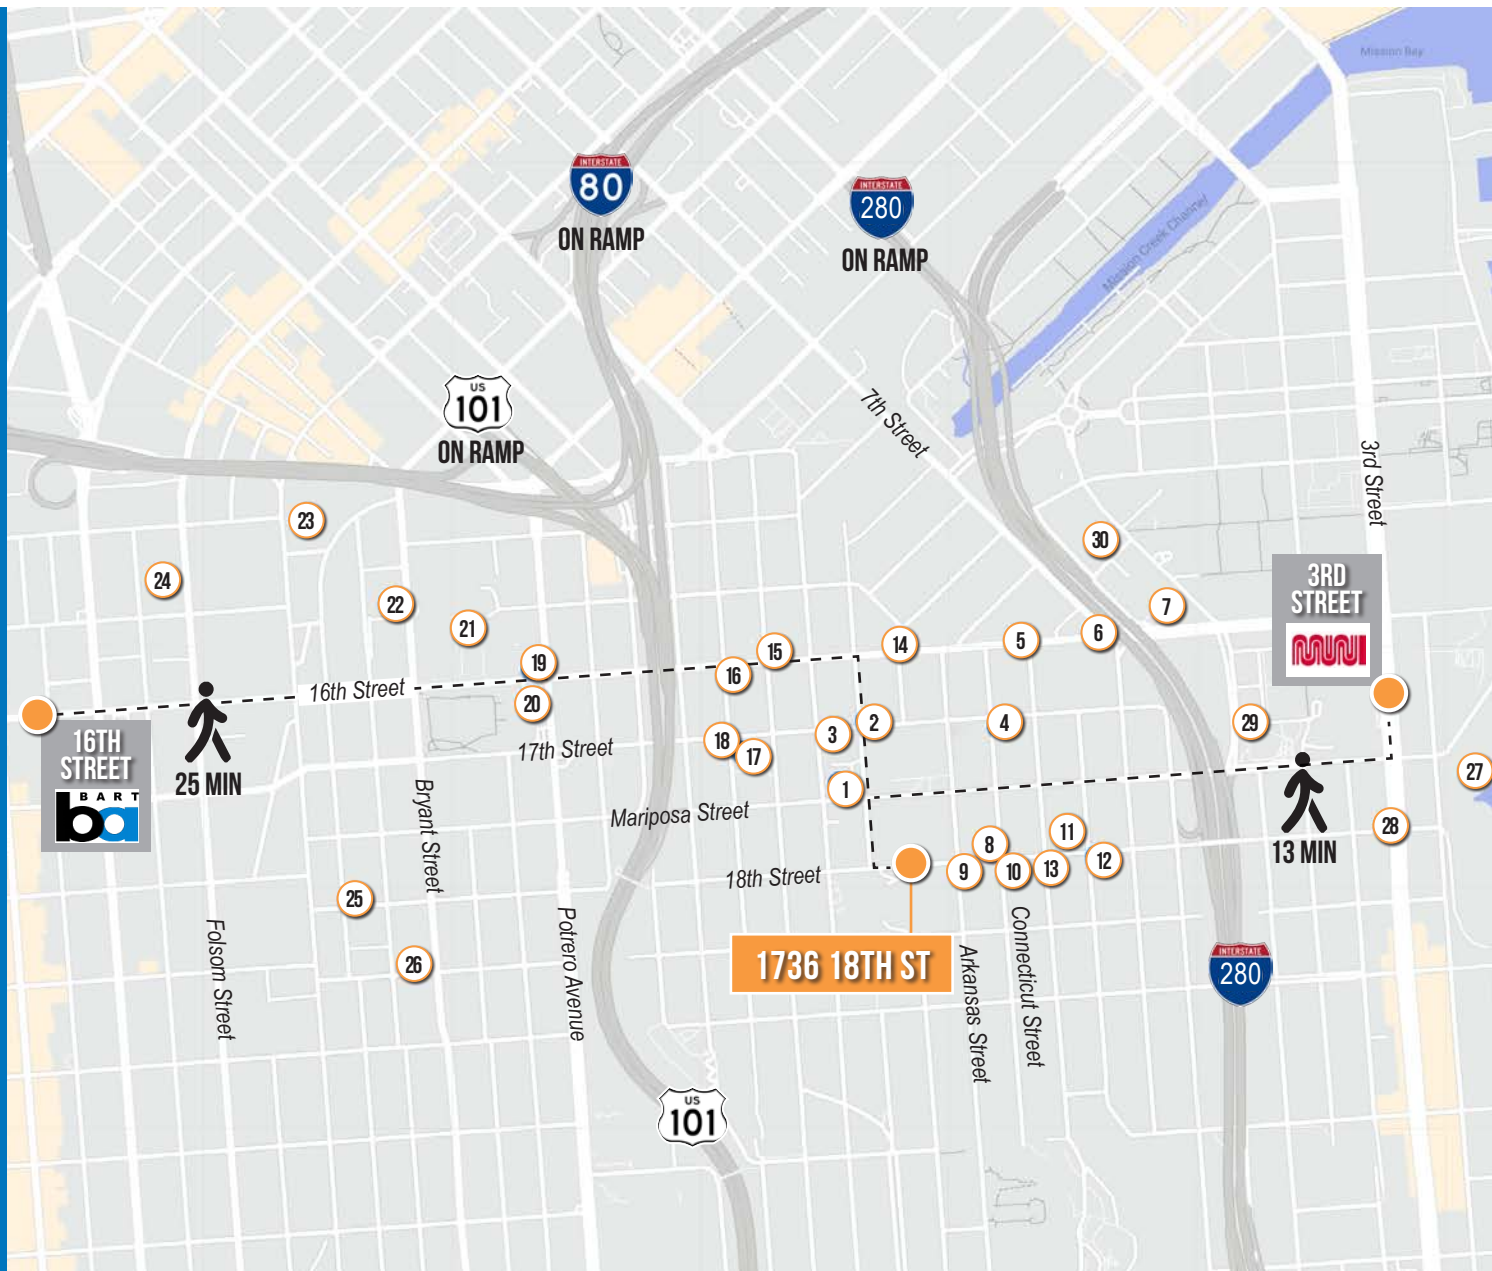 Mission Bay
INTERSTATE
80
ON RAMP
INTERSTATE
280
ON RAMP
Mission Creek Channel
US
101
ON RAMP
7th Street
3rd Street
23
30
24
22
21
7
3RD
STREET
MUNI
14
5
6
15
19
16
16th Street
20
2
4
29
3
18
17
17th Street
16TH
STREET
BART
ba
25 MIN
27
1
Bryant Street
Mariposa Street
28
11
8
13 MIN
12
13
10
9
18th Street
25
Folsom Street
Potrero Avenue
Connecticut Street
Arkansas Street
1736 18TH ST
26
INTERSTATE
280
US
101